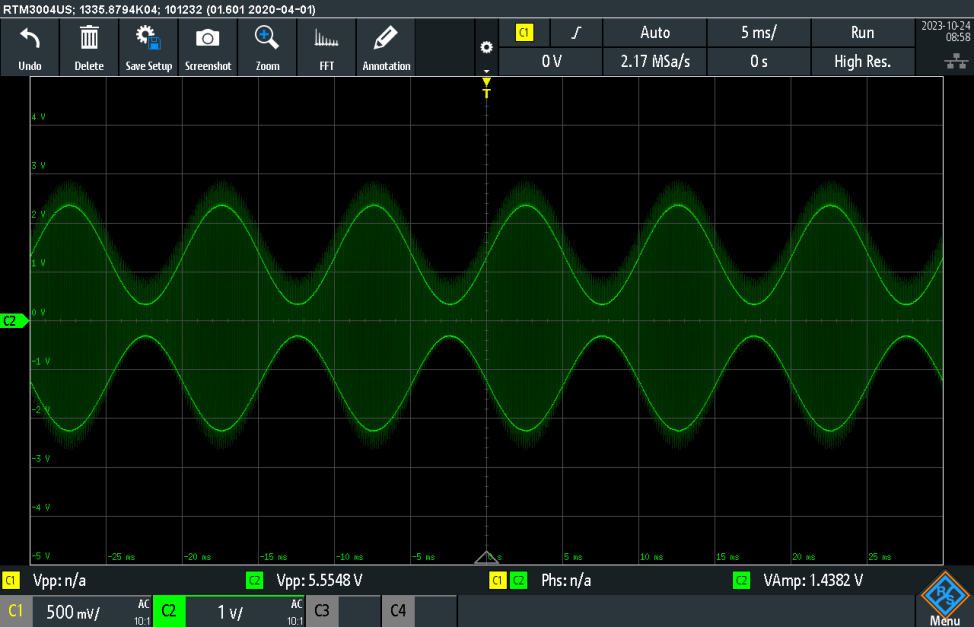 RTM3004US; 1335.8794K04; 101232 (01.601 2020-04-01)
Undo
Delete
Save Setup
Screenshot
Zoom
FFT
Annotation
C1
Auto
5 ms/
Run
2023-10-24
08:58
0 V
2.17 MSa/s
0 s
High Res.
T
4 V
3 V
2 V
1 V
C2
0 V
-1 V
-2 V
-3 V
-4 V
-5 V
-25 ms
-20 ms
-15 ms
-10 ms
-5 ms
5 ms
10 ms
15 ms
20 ms
25 ms
C1 Vpp: n/a
C2 Vpp: 5.5548 V
C1 C2 Phs: n/a
C2 VAmp: 1.4382 V
C1 500 mV/ AC 10:1
C2 1 V/ AC 10:1
C3
C4
R&S
Menu